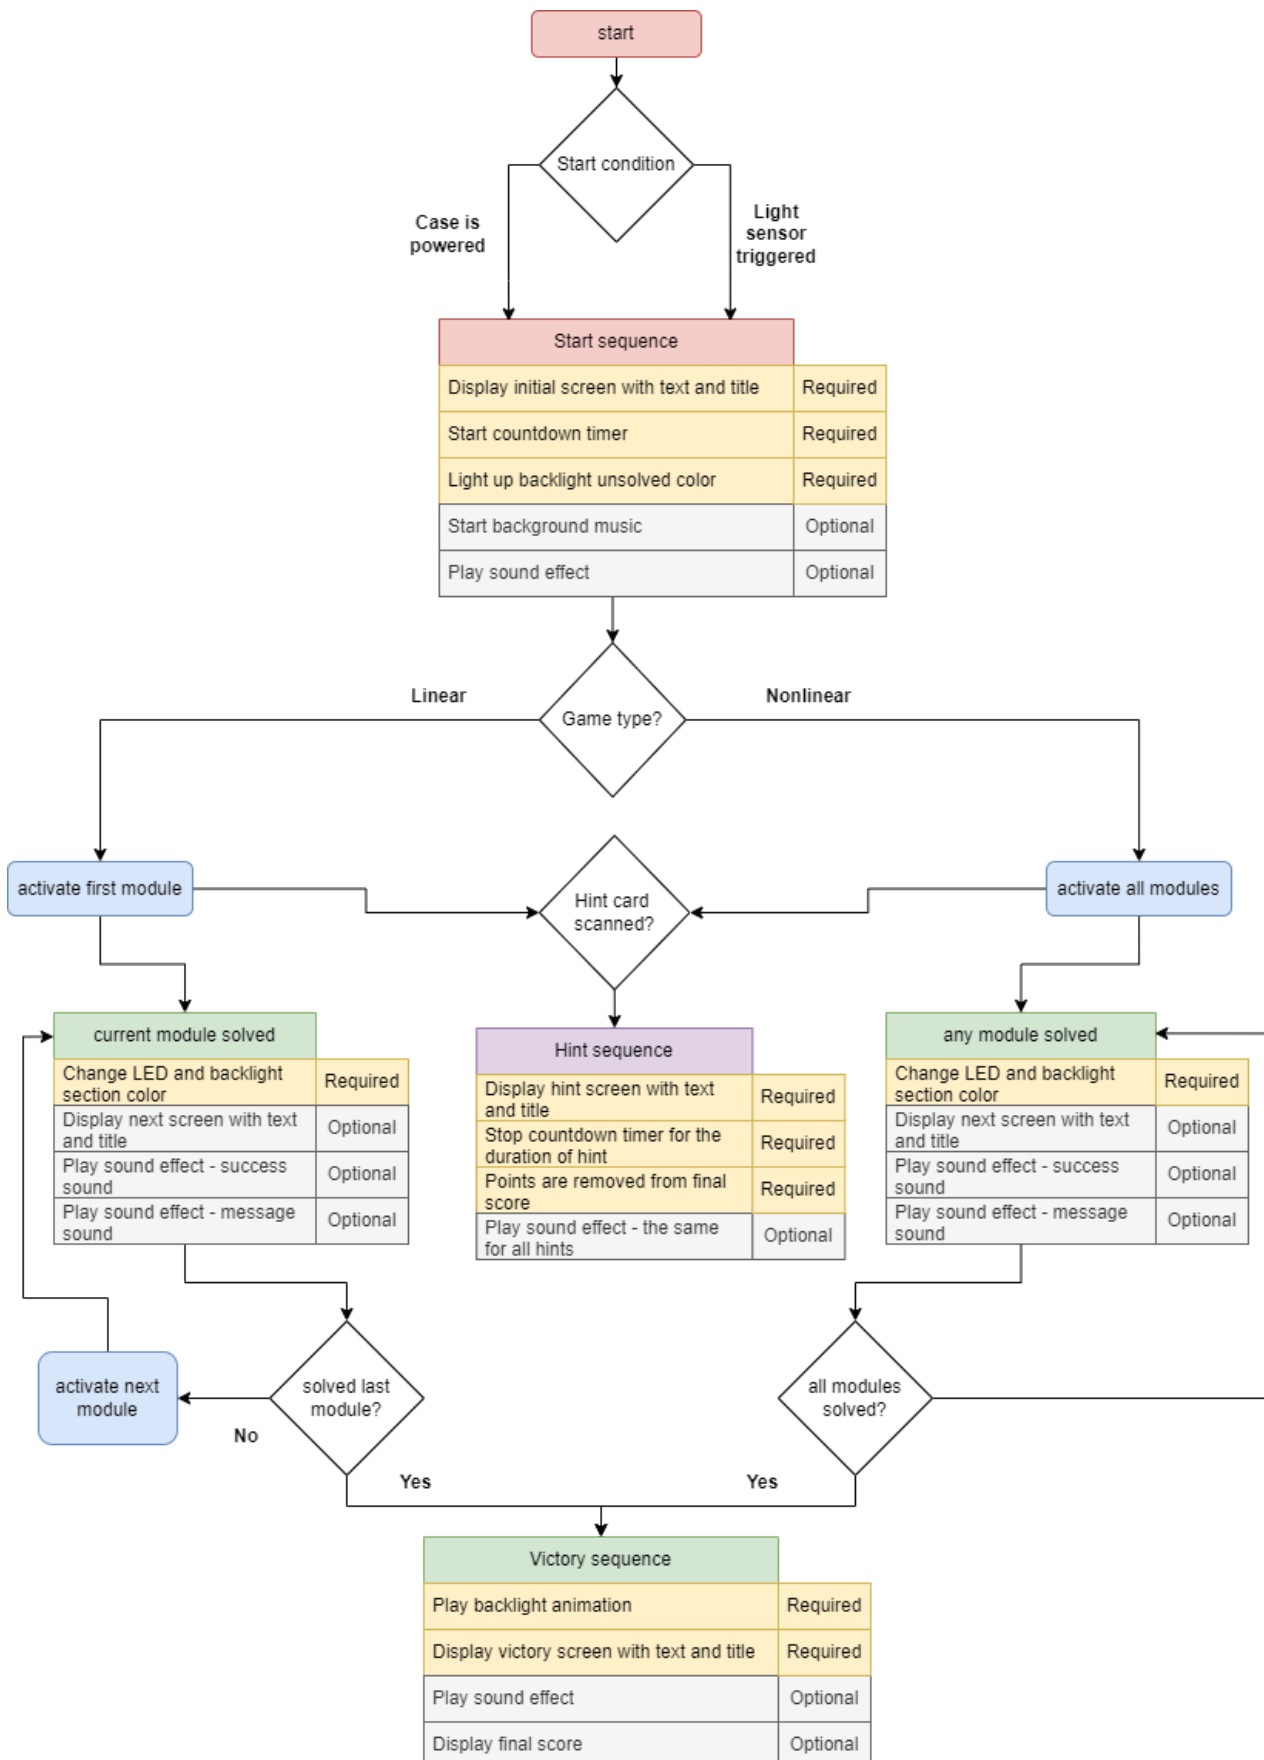 start
Start condition
Case is
powered
Light
sensor
triggered
Start sequence
Display initial screen with text and title Required
Start countdown timer Required
Light up backlight unsolved color Required
Start background music Optional
Play sound effect Optional
Linear
Nonlinear
Game type?
activate first module
Hint card
scanned?
activate all modules
current module solved
Change LED and backlight
section color
Required
Display next screen with text
and title
Optional
Play sound effect - success
sound
Optional
Play sound effect - message
sound
Optional
Hint sequence
Display hint screen with text
and title
Required
Stop countdown timer for the
duration of hint
Required
Points are removed from final
score
Required
Play sound effect - the same
for all hints
Optional
any module solved
Change LED and backlight
section color
Required
Display next screen with text
and title
Optional
Play sound effect - success
sound
Optional
Play sound effect - message
sound
Optional
activate next
module
solved last
module?
all modules
solved?
No
Yes
Yes
Victory sequence
Play backlight animation Required
Display victory screen with text and title Required
Play sound effect Optional
Display final score Optional